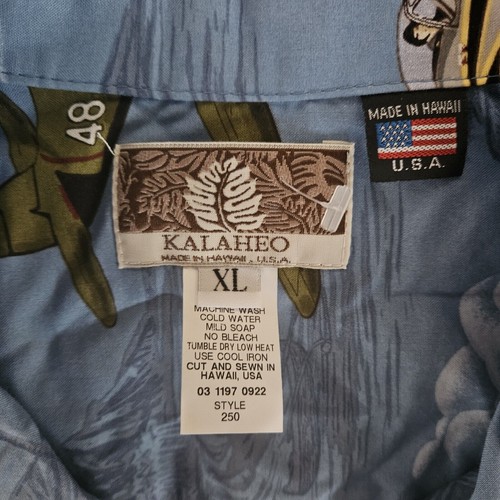 48
MADE IN HAWAII
U.S.A.
KALAHEO
MADE IN HAWAII, U.S.A.
XL
MACHINE WASH
COLD WATER
MILD SOAP
NO BLEACH
TUMBLE DRY LOW HEAT
USE COOL IRON
CUT AND SEWN IN
HAWAII, USA
03 1197 0922
STYLE
250